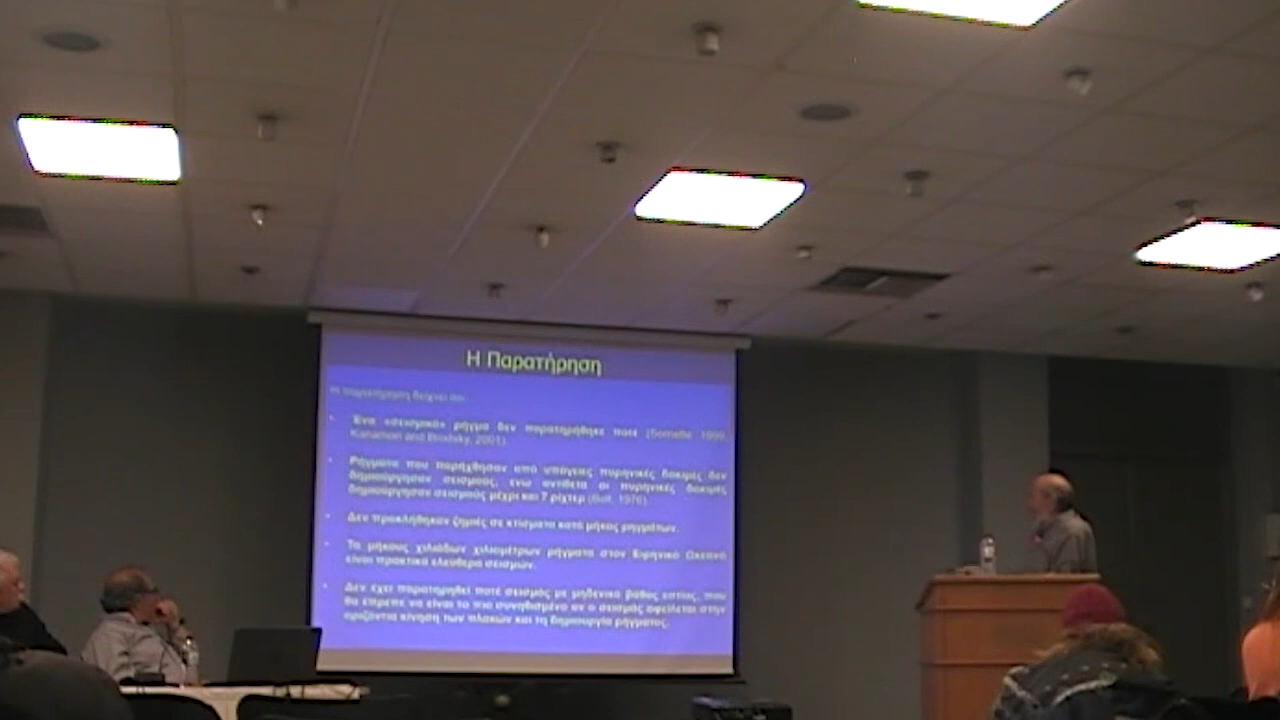 Η Παρατήρηση
Η παρατήρηση δείχνει ότι
Ένα «σεισμικό» ρήγμα δεν παρατηρήθηκε ποτέ (Sornette, 1999,
Kanamori and Brodsky, 2001).
Ρήγματα που παρήχθησαν από υπόγειες πυρηνικές δοκιμές δεν
δημιούργησαν σεισμούς, ενώ αντίθετα οι πυρηνικές δοκιμές
δημιούργησαν σεισμούς μέχρι και 7 ρίχτερ (Bolt, 1976).
Δεν προκλήθηκαν ζημιές σε κτίσματα κατά μήκος ρηγμάτων.
Τα μήκους χιλιάδων χιλιομέτρων ρήγματα στον Ειρηνικό Ωκεανό
είναι πρακτικά ελεύθερα σεισμών.
Δεν έχει παρατηρηθεί ποτέ σεισμός με μηδενικό βάθος εστίας, που
θα έπρεπε να είναι το πιο συνηθισμένο αν ο σεισμός οφείλεται στην
οριζόντια κίνηση των πλακών και τη δημιουργία ρήγματος.